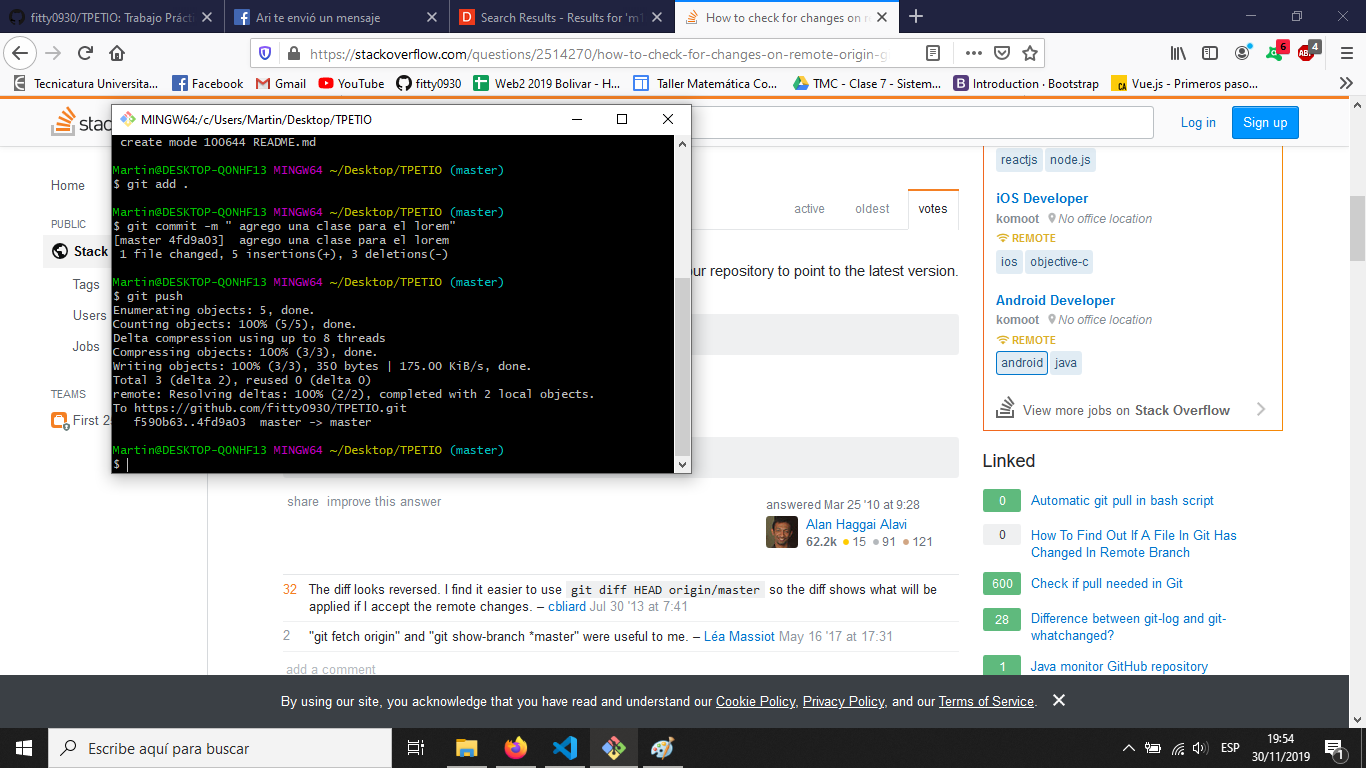 fitty0930/TPETIO: Trabajo Prácti
Ari te envió un mensaje
Search Results - Results for 'm1
How to check for changes on re
https://stackoverflow.com/questions/2514270/how-to-check-for-changes-on-remote-origin-g
6
4
Tecnicatura Universita...
Facebook
Gmail
YouTube
fitty0930
Web2 2019 Bolivar - H...
Taller Matemática Co...
TMC - Clase 7 - Sistem...
Introduction · Bootstrap
Vue.js - Primeros paso...
stac
Log in
Sign up
MINGW64:/c/Users/Martin/Desktop/TPETIO
create mode 100644 README.md
Martin@DESKTOP-QONHF13 MINGW64 ~/Desktop/TPETIO (master)
$ git add .
Martin@DESKTOP-QONHF13 MINGW64 ~/Desktop/TPETIO (master)
$ git commit -m " agrego una clase para el lorem"
[master 4fd9a03]  agrego una clase para el lorem
1 file changed, 5 insertions(+), 3 deletions(-)
Martin@DESKTOP-QONHF13 MINGW64 ~/Desktop/TPETIO (master)
$ git push
Enumerating objects: 5, done.
Counting objects: 100% (5/5), done.
Delta compression using up to 8 threads
Compressing objects: 100% (3/3), done.
Writing objects: 100% (3/3), 350 bytes | 175.00 KiB/s, done.
Total 3 (delta 2), reused 0 (delta 0)
remote: Resolving deltas: 100% (2/2), completed with 2 local objects.
To https://github.com/fitty0930/TPETIO.git
f590b63..4fd9a03  master -> master
Martin@DESKTOP-QONHF13 MINGW64 ~/Desktop/TPETIO (master)
$
Home
PUBLIC
Stack
Tags
Users
Jobs
TEAMS
First 2
active
oldest
votes
ur repository to point to the latest version.
share improve this answer
answered Mar 25 '10 at 9:28
Alan Haggai Alavi
62.2k 15 91 121
32 The diff looks reversed. I find it easier to use git diff HEAD origin/master so the diff shows what will be
applied if I accept the remote changes. – cbliard Jul 30 '13 at 7:41
2 "git fetch origin" and "git show-branch *master" were useful to me. – Léa Massiot May 16 '17 at 17:31
add a comment
reactjs node.js
iOS Developer
komoot No office location
REMOTE
ios objective-c
Android Developer
komoot No office location
REMOTE
android java
View more jobs on Stack Overflow
Linked
0 Automatic git pull in bash script
0 How To Find Out If A File In Git Has
Changed In Remote Branch
600 Check if pull needed in Git
28 Difference between git-log and git-
whatchanged?
1 Java monitor GitHub repository
By using our site, you acknowledge that you have read and understand our Cookie Policy, Privacy Policy, and our Terms of Service.
Escribe aquí para buscar
ESP
19:54
30/11/2019
1